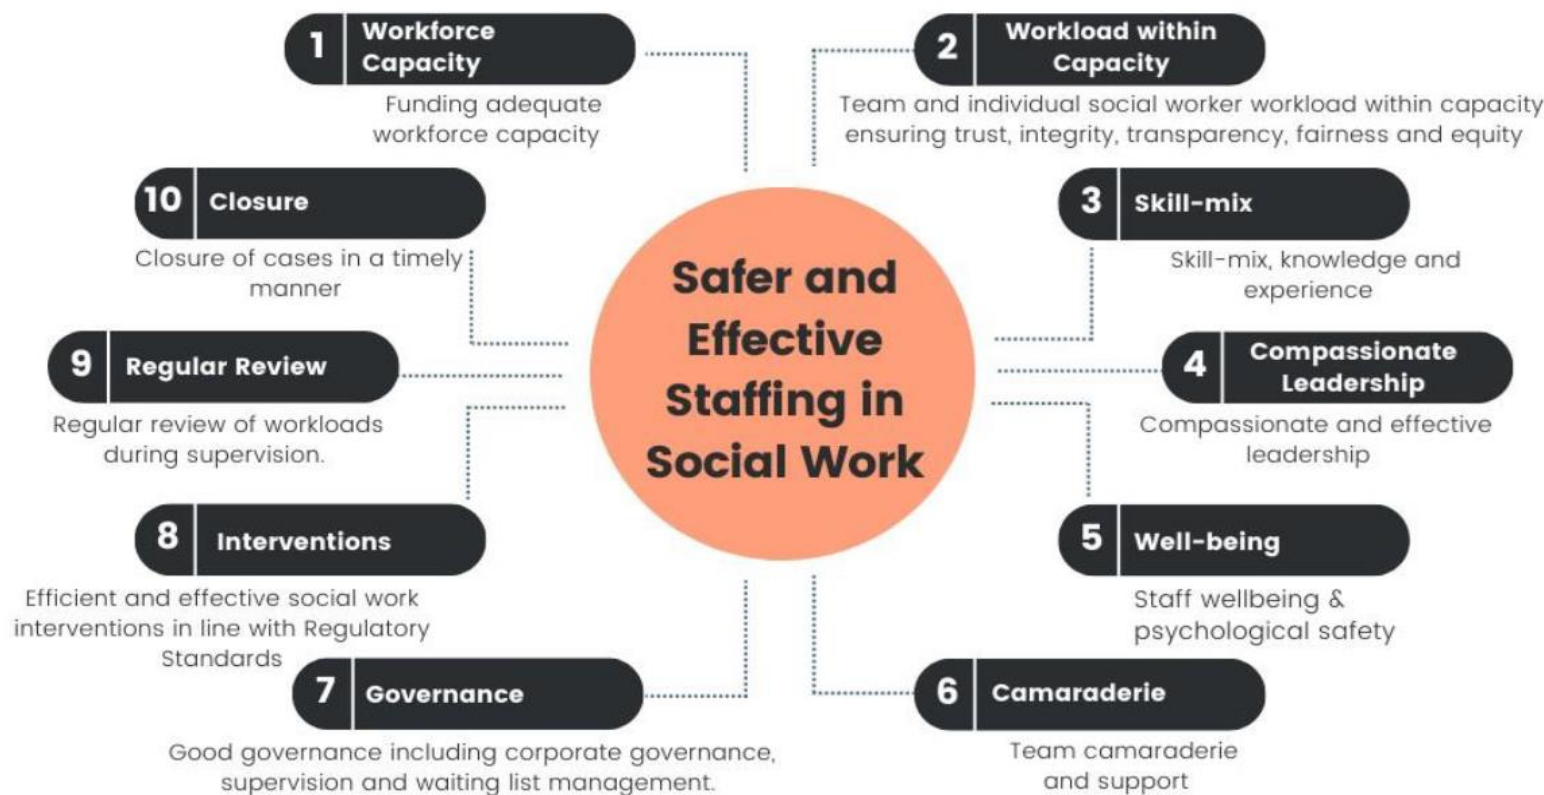 1
Workforce
Capacity
Funding adequate
workforce capacity
2
Workload within
Capacity
Team and individual social worker workload within capacity
ensuring trust, integrity, transparency, fairness and equity
3
Skill-mix
Skill-mix, knowledge and
experience
4
Compassionate
Leadership
Compassionate and effective
leadership
5
Well-being
Staff wellbeing &
psychological safety
6
Camaraderie
Team camaraderie
and support
7
Governance
Good governance including corporate governance,
supervision and waiting list management.
8
Interventions
Efficient and effective social work
interventions in line with Regulatory
Standards
9
Regular Review
Regular review of workloads
during supervision.
10
Closure
Closure of cases in a timely
manner
Safer and
Effective
Staffing in
Social Work